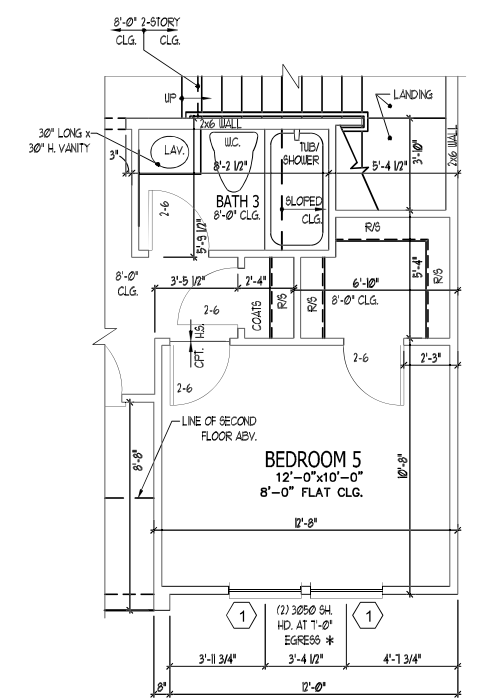 8'-0" 2-STORY
CLG. CLG.
UP
LANDING
2x6 WALL
30" LONG x
30" H. VANITY
LAV.
W.C.
TUB/
SHOWER
3'-10"
2x6 WALL
3"
8'-2 1/2"
5'-4 1/2"
BATH 3
8'-0" CLG.
SLOPED
CLG.
2-6
5'-9 1/2"
R/S
8'-0"
CLG.
5'-4"
R/S
3'-5 1/2"
2'-4"
6'-10"
8'-0" CLG.
2-6
COATS
R/S
R/S
H.S.
CPT.
2-6
2-6
2'-3"
LINE OF SECOND
FLOOR ABV.
8'-8"
BEDROOM 5
12'-0"x10'-0"
8'-0" FLAT CLG.
10'-8"
12'-8"
1
(2) 3050 SH.
HD. AT 7'-0"
EGRESS *
1
3'-11 3/4"
3'-4 1/2"
4'-7 3/4"
8"
12'-0"